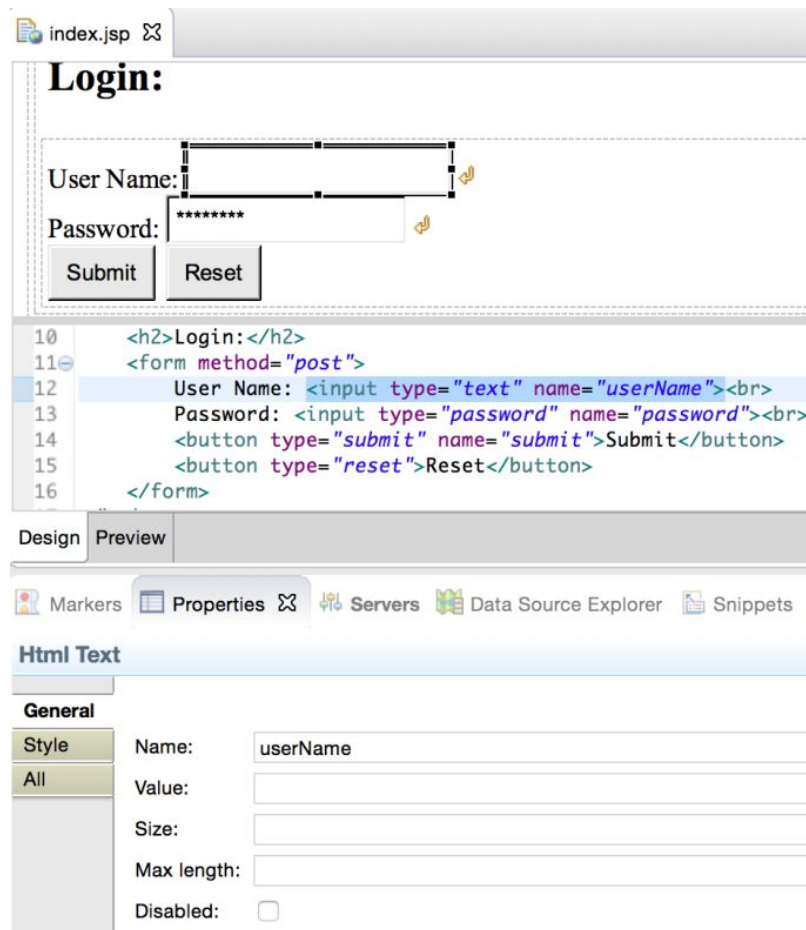 index.jsp
Login:
User Name:
Password: ********
Submit Reset
10 <h2>Login:</h2>
11 <form method="post">
12 User Name: <input type="text" name="userName"><br>
13 Password: <input type="password" name="password"><br>
14 <button type="submit" name="submit">Submit</button>
15 <button type="reset">Reset</button>
16 </form>
Design Preview
Markers Properties Servers Data Source Explorer Snippets
Html Text
General
Style Name: userName
All Value:
Size:
Max length:
Disabled: